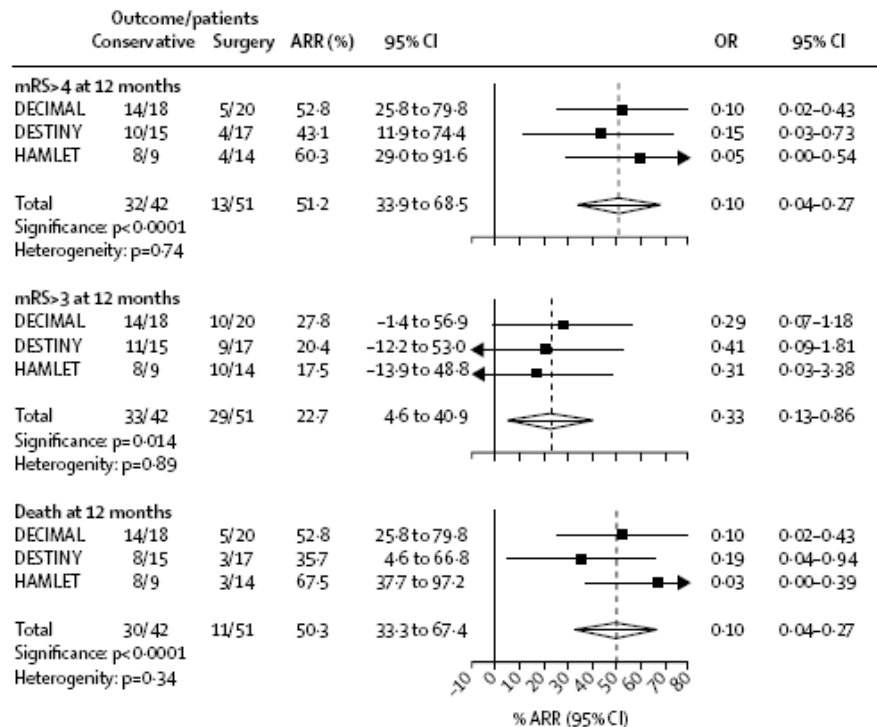 Outcome/patients
Conservative Surgery ARR (%) 95% CI OR 95% CI
mRS>4 at 12 months
DECIMAL 14/18 5/20 52·8 25·8 to 79·8 0·10 0·02–0·43
DESTINY 10/15 4/17 43·1 11·9 to 74·4 0·15 0·03–0·73
HAMLET 8/9 4/14 60·3 29·0 to 91·6 0·05 0·00–0·54
Total 32/42 13/51 51·2 33·9 to 68·5 0·10 0·04–0·27
Significance: p<0·0001
Heterogeneity: p=0·74
mRS>3 at 12 months
DECIMAL 14/18 10/20 27·8 –1·4 to 56·9 0·29 0·07–1·18
DESTINY 11/15 9/17 20·4 –12·2 to 53·0 0·41 0·09–1·81
HAMLET 8/9 10/14 17·5 –13·9 to 48·8 0·31 0·03–3·38
Total 33/42 29/51 22·7 4·6 to 40·9 0·33 0·13–0·86
Significance: p=0·014
Heterogenity: p=0·89
Death at 12 months
DECIMAL 14/18 5/20 52·8 25·8 to 79·8 0·10 0·02–0·43
DESTINY 8/15 3/17 35·7 4·6 to 66·8 0·19 0·04–0·94
HAMLET 8/9 3/14 67·5 37·7 to 97·2 0·03 0·00–0·39
Total 30/42 11/51 50·3 33·3 to 67·4 0·10 0·04–0·27
Significance: p<0·0001
Heterogeneity: p=0·34
–10 0 10 20 30 40 50 60 70 80
% ARR (95% CI)